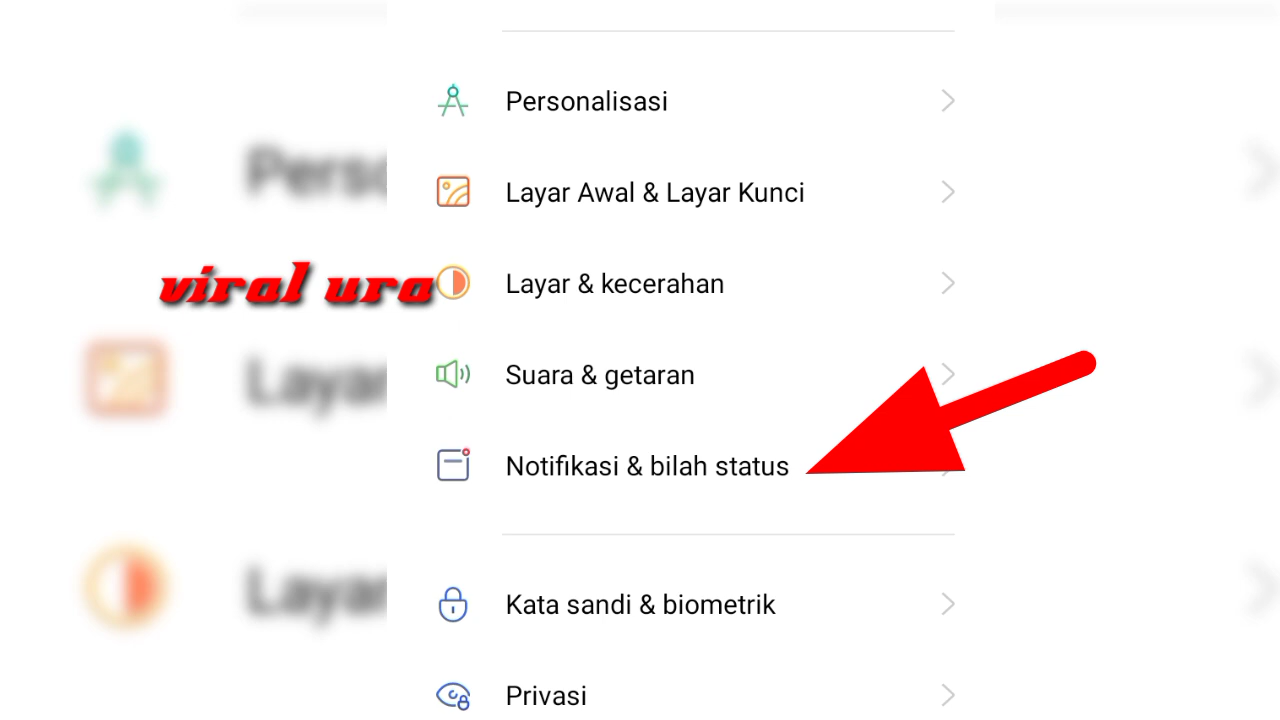 Personalisasi
Layar Awal & Layar Kunci
viral ura
Layar & kecerahan
Suara & getaran
Notifikasi & bilah status
Kata sandi & biometrik
Privasi